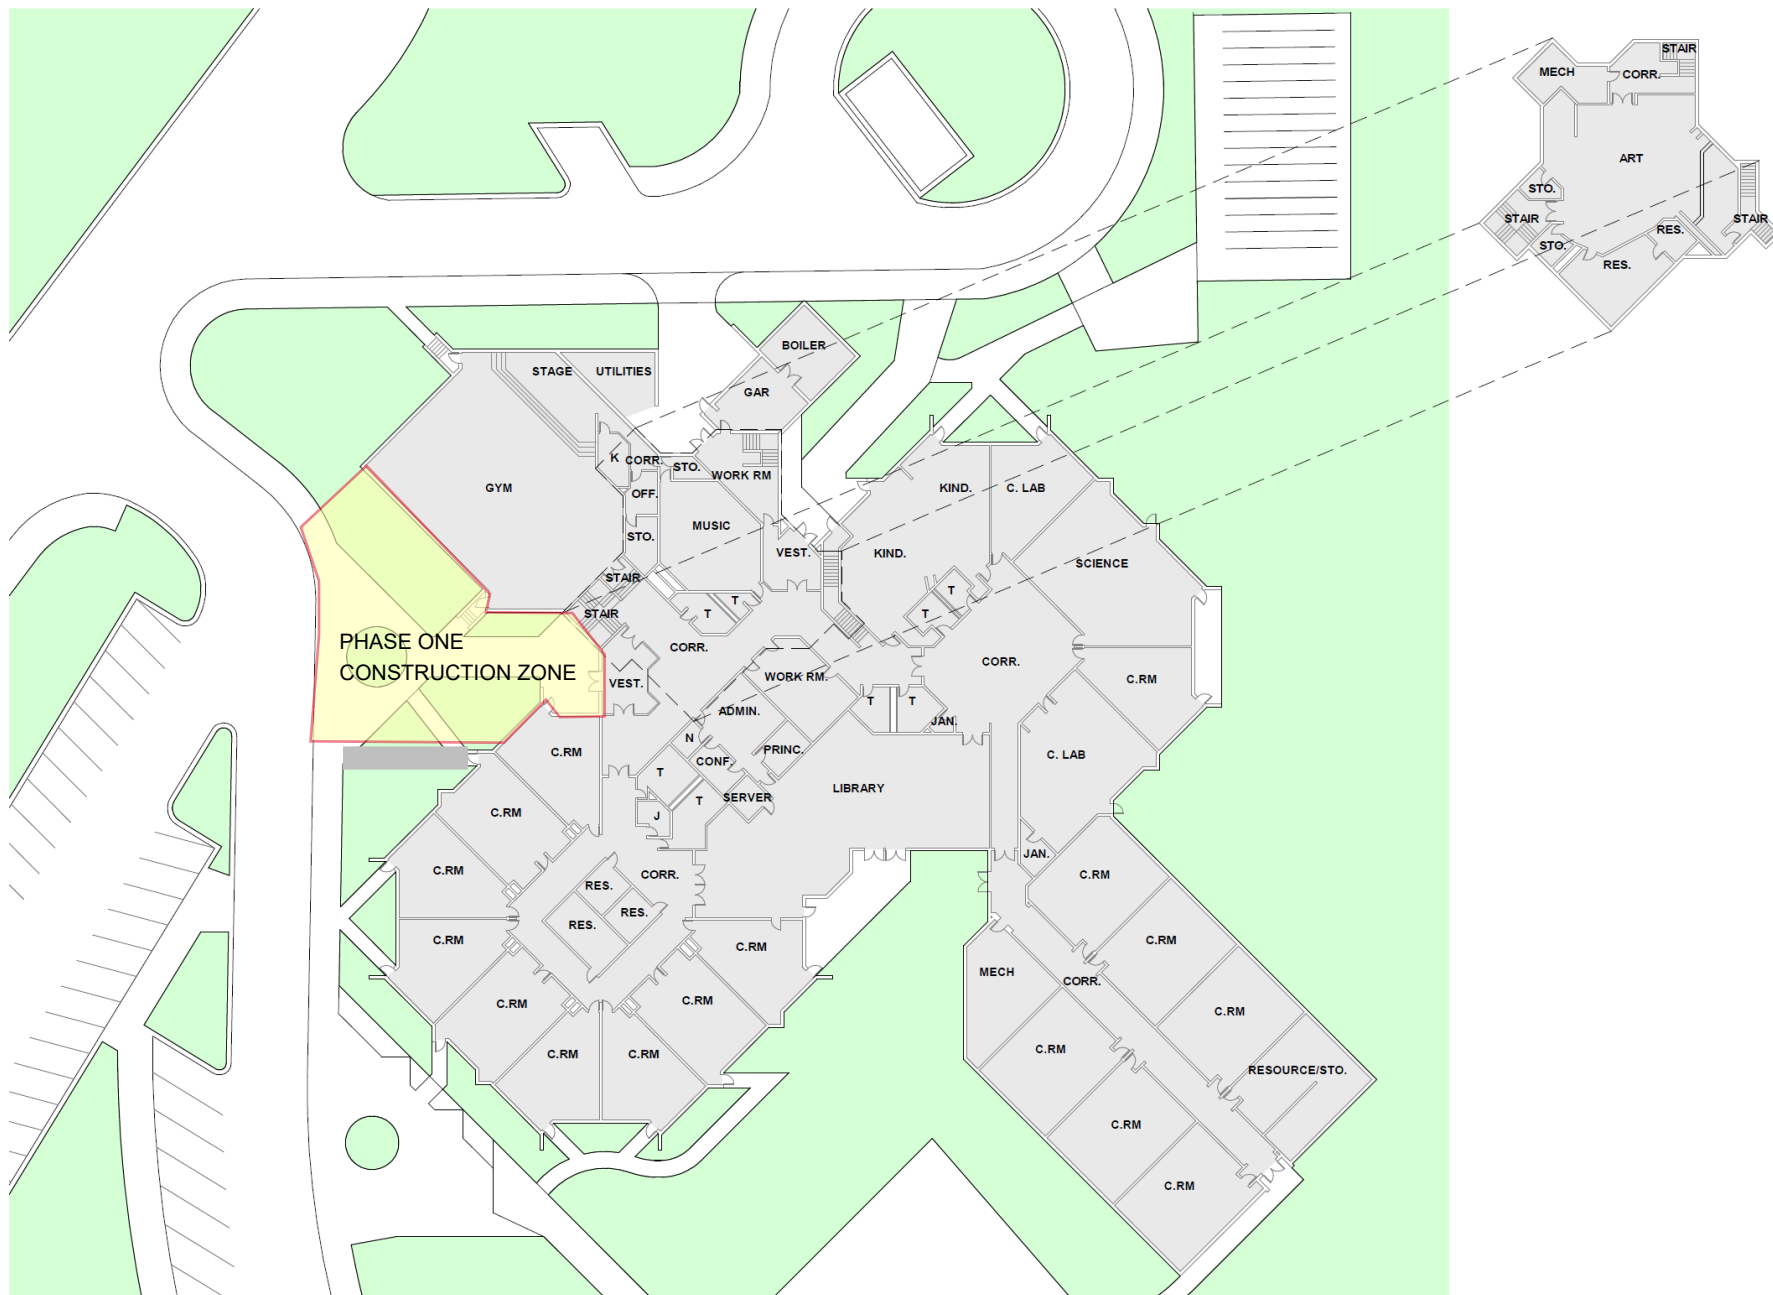 STAIR
MECH
CORR.
ART
STO.
STAIR
STAIR
STO.
RES.
RES.
BOILER
STAGE
UTILITIES
GAR
K
CORR.
STO.
WORK RM
GYM
OFF.
KIND.
C. LAB
MUSIC
STO.
VEST.
KIND.
SCIENCE
STAIR
T
T
T
T
STAIR
PHASE ONE
CONSTRUCTION ZONE
CORR.
CORR.
VEST.
WORK RM.
C.RM
T
T
ADMIN.
JAN.
N
PRINC.
C.RM
CONF.
C. LAB
T
LIBRARY
SERVER
T
C.RM
J
JAN.
C.RM
CORR.
C.RM
RES.
RES.
RES.
C.RM
C.RM
C.RM
MECH
CORR.
C.RM
C.RM
C.RM
C.RM
C.RM
C.RM
RESOURCE/STO.
C.RM
C.RM